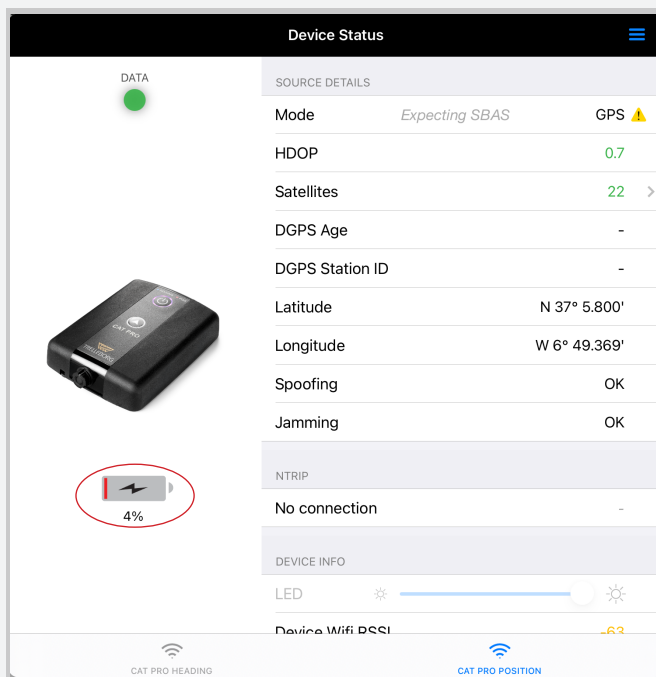 Device Status
DATA
CAT PRO
TRELLEBORG
4%
SOURCE DETAILS
Mode Expecting SBAS GPS
HDOP 0.7
Satellites 22
DGPS Age -
DGPS Station ID -
Latitude N 37° 5.800'
Longitude W 6° 49.369'
Spoofing OK
Jamming OK
NTRIP
No connection -
DEVICE INFO
LED
Device Wifi RSSI -63
CAT PRO HEADING
CAT PRO POSITION